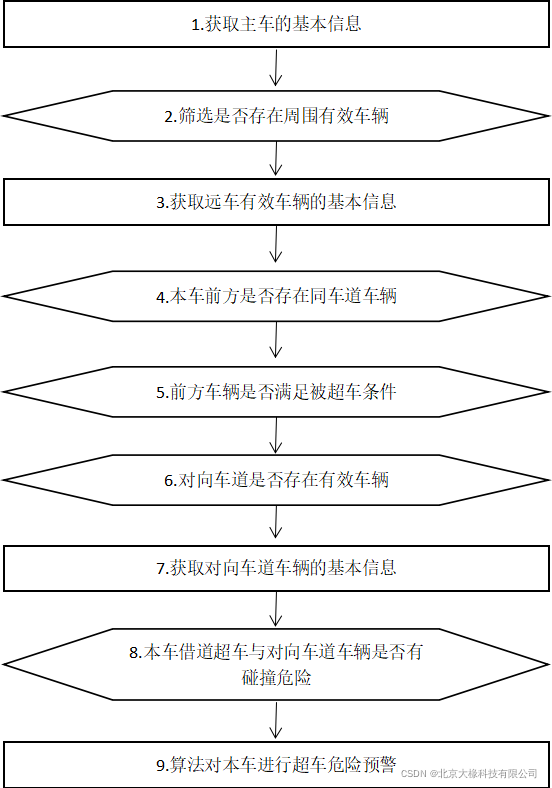 1.获取主车的基本信息
2.筛选是否存在周围有效车辆
3.获取远车有效车辆的基本信息
4.本车前方是否存在同车道车辆
5.前方车辆是否满足被超车条件
6.对向车道是否存在有效车辆
7.获取对向车道车辆的基本信息
8.本车借道超车与对向车道车辆是否有
碰撞危险
9.算法对本车进行超车危险预警
CSDN @北京大椽科技有限公司